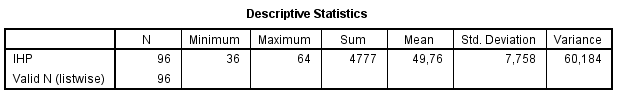 Descriptive Statistics
N Minimum Maximum Sum Mean Std. Deviation Variance
IHP 96 36 64 4777 49,76 7,758 60,184
Valid N (listwise) 96